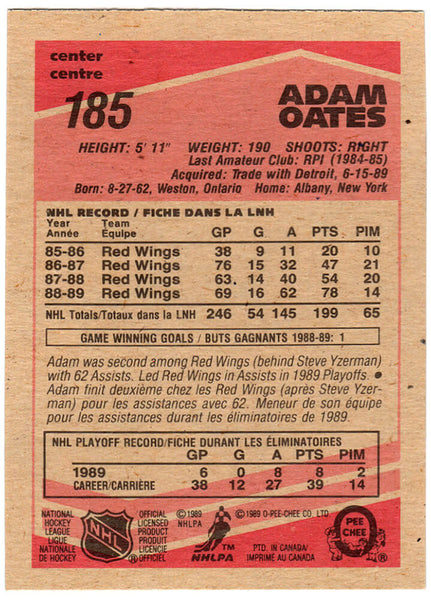 center
centre
185
ADAM
OATES
HEIGHT: 5' 11" WEIGHT: 190 SHOOTS: RIGHT
Last Amateur Club: RPI (1984-85)
Acquired: Trade with Detroit, 6-15-89
Born: 8-27-62, Weston, Ontario Home: Albany, New York
NHL RECORD / FICHE DANS LA LNH
Year Team
Année Équipe GP G A PTS PIM
85-86 Red Wings 38 9 11 20 10
86-87 Red Wings 76 15 32 47 21
87-88 Red Wings 63 14 40 54 20
88-89 Red Wings 69 16 62 78 14
NHL Totals/Totaux dans la LNH 246 54 145 199 65
GAME WINNING GOALS / BUTS GAGNANTS 1988-89: 1
Adam was second among Red Wings (behind Steve Yzerman)
with 62 Assists. Led Red Wings in Assists in 1989 Playoffs. •
Adam finit deuxième chez les Red Wings (après Steve Yzer-
man) pour les assistances avec 62. Meneur de son équipe
pour les assistances durant les éliminatoires de 1989.
NHL PLAYOFF RECORD/FICHE DURANT LES ÉLIMINATOIRES
GP G A PTS PIM
1989 6 0 8 8 2
CAREER/CARRIÈRE 38 12 27 39 14
NATIONAL
HOCKEY
LEAGUE
LIGUE
NATIONALE
DE HOCKEY
NHL
OFFICIAL
LICENSED
PRODUCT
PRODUIT
OFFICIEL
©1989
NHLPA
TM
NHLPA
© 1989 O-PEE-CHEE CO. LTD.
PTD. IN CANADA/
IMPRIMÉ AU CANADA
O
PEE
CHEE